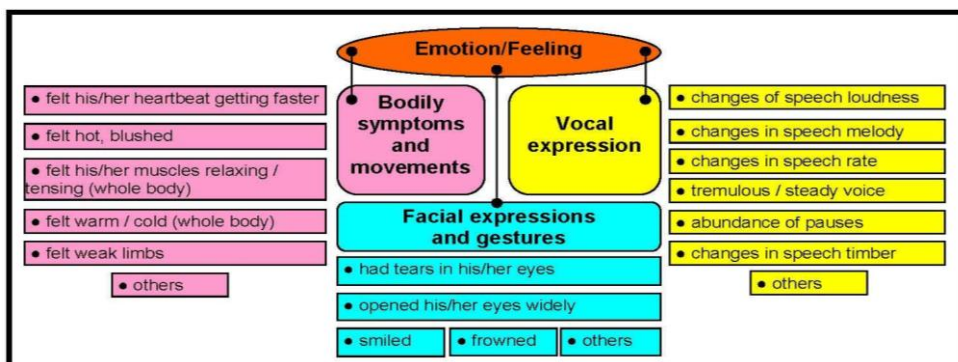 Emotion/Feeling
Bodily
symptoms
and
movements
Vocal
expression
Facial expressions
and gestures
● felt his/her heartbeat getting faster
● felt hot, blushed
● felt his/her muscles relaxing /
tensing (whole body)
● felt warm / cold (whole body)
● felt weak limbs
● others
● had tears in his/her eyes
● opened his/her eyes widely
● smiled
● frowned
● others
● changes of speech loudness
● changes in speech melody
● changes in speech rate
● tremulous / steady voice
● abundance of pauses
● changes in speech timber
● others